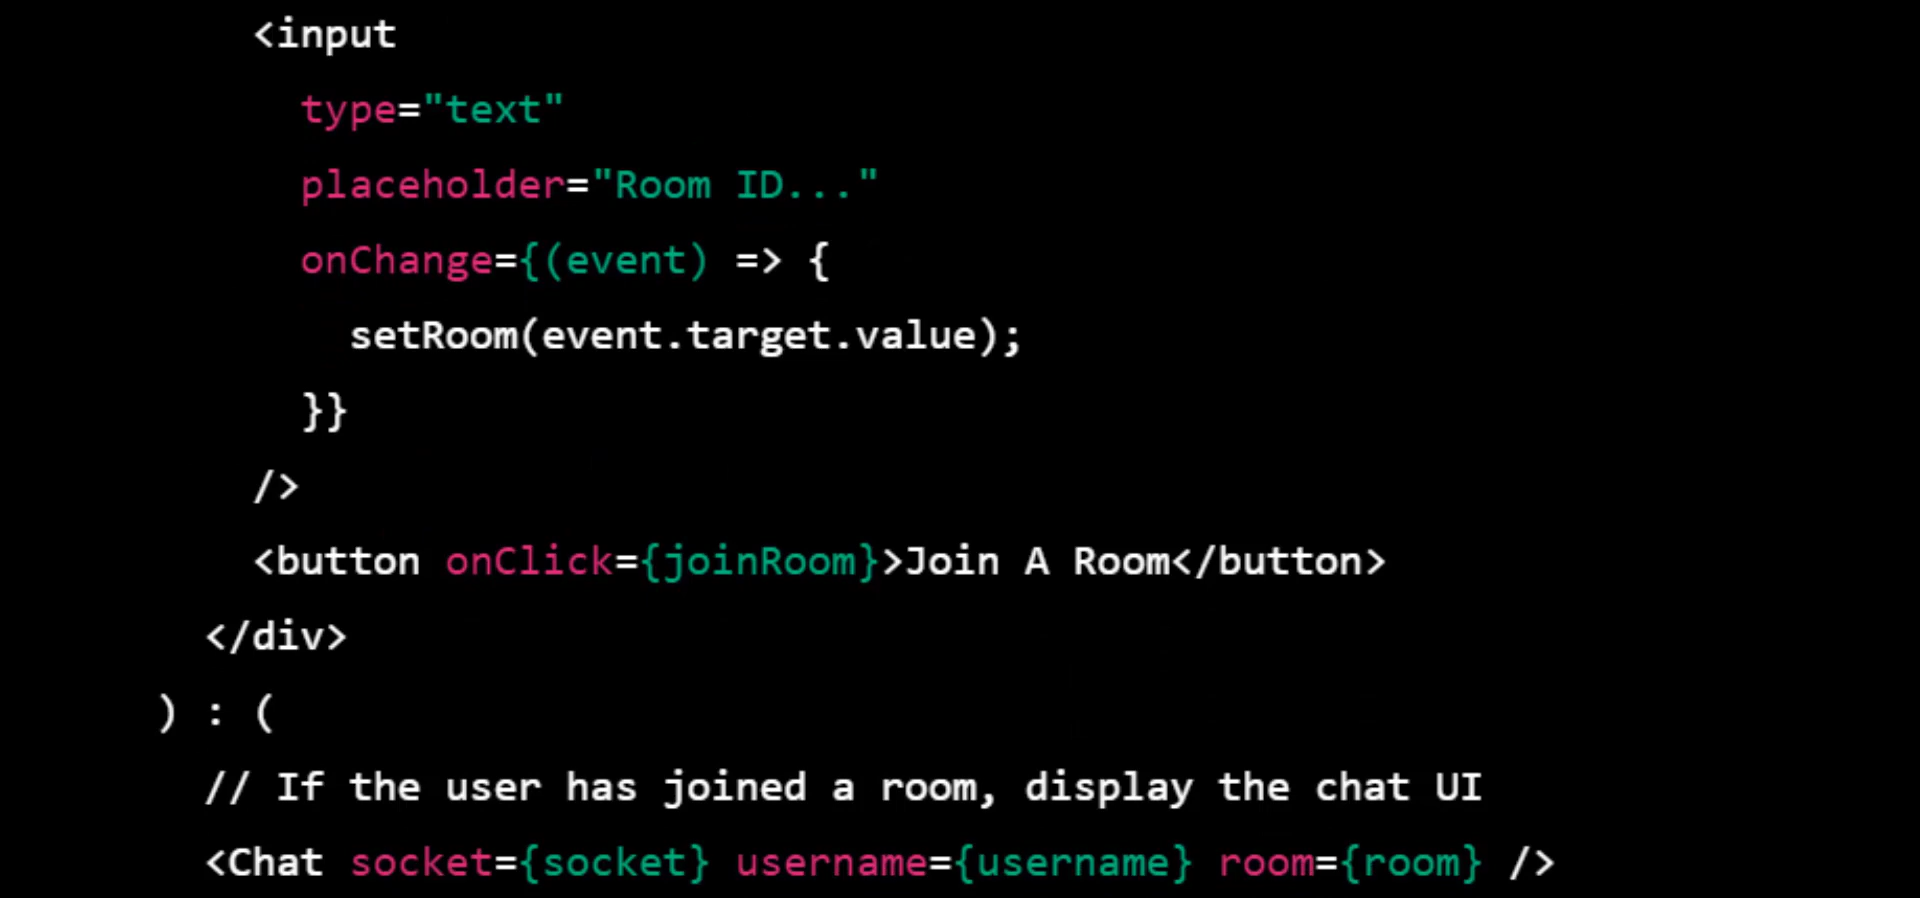 <input
type="text"
placeholder="Room ID..."
onChange={(event) => {
setRoom(event.target.value);
}}
/>
<button onClick={joinRoom}>Join A Room</button>
</div>
) : (
// If the user has joined a room, display the chat UI
<Chat socket={socket} username={username} room={room} />